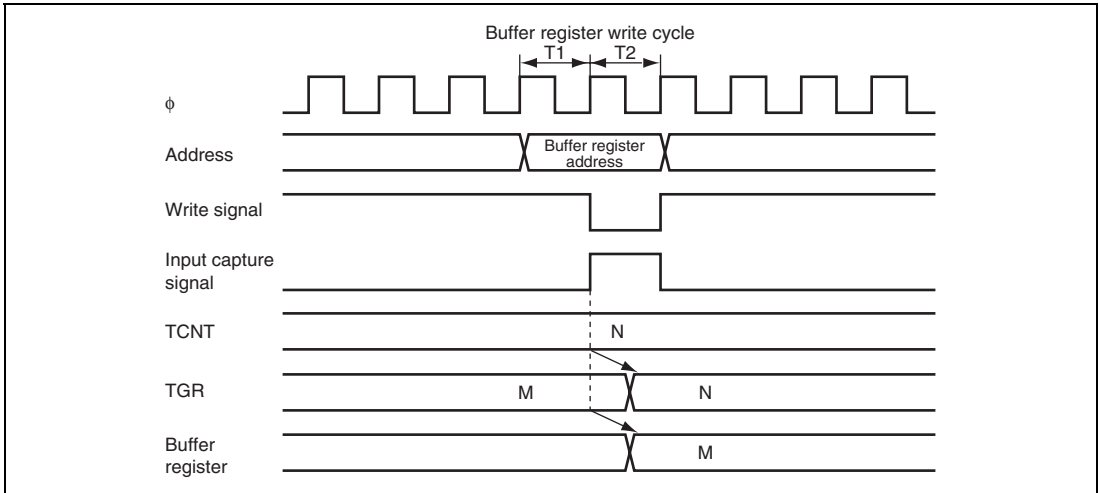 Buffer register write cycle
T1 T2
ϕ
Address
Buffer register
address
Write signal
Input capture
signal
TCNT
N
TGR
M N
Buffer
register
M